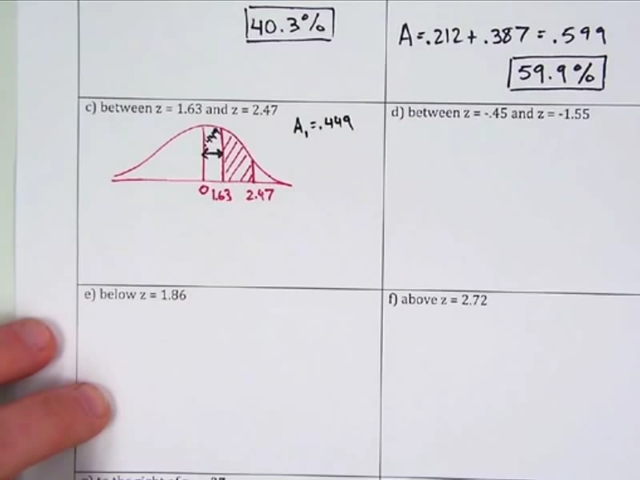 40.3%
A = .212 + .387 = .599
59.9%
c) between z = 1.63 and z = 2.47
A₁ = .449
0 1.63 2.47
d) between z = -.45 and z = -1.55
e) below z = 1.86
f) above z = 2.72